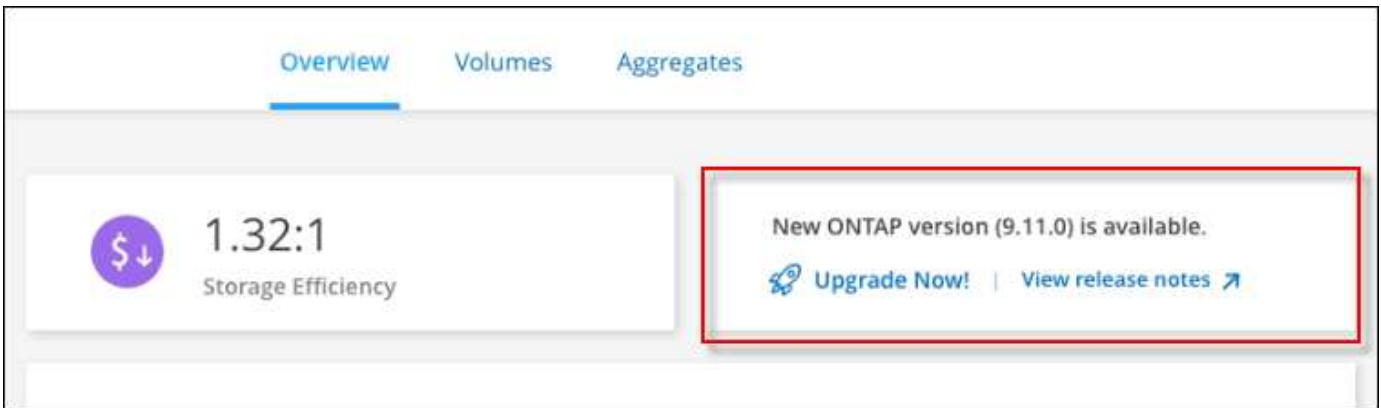 Overview Volumes Aggregates
1.32:1
Storage Efficiency
New ONTAP version (9.11.0) is available.
Upgrade Now! | View release notes